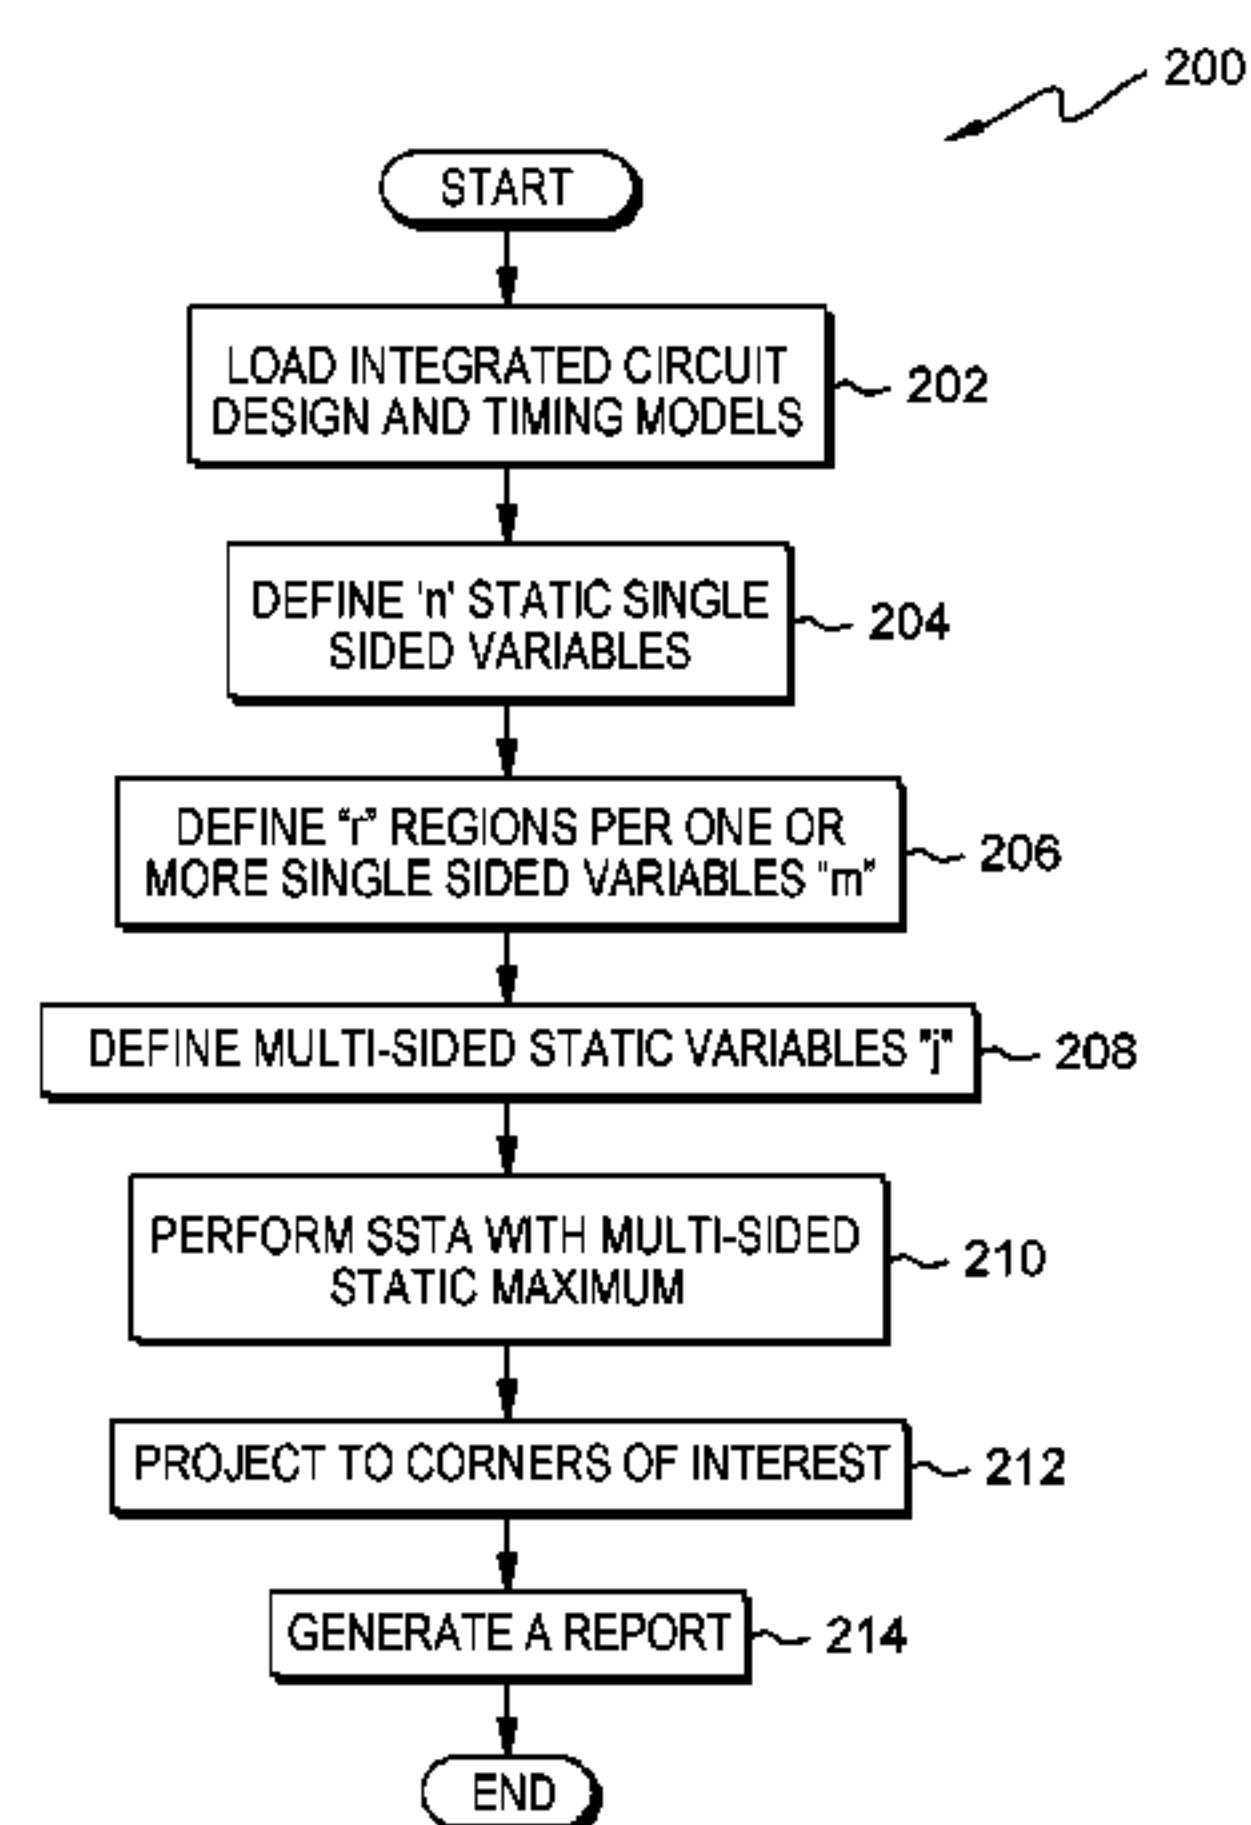 200
START
LOAD INTEGRATED CIRCUIT
DESIGN AND TIMING MODELS
202
DEFINE 'n' STATIC SINGLE
SIDED VARIABLES
204
DEFINE “r” REGIONS PER ONE OR
MORE SINGLE SIDED VARIABLES “m”
206
DEFINE MULTI-SIDED STATIC VARIABLES "j"
208
PERFORM SSTA WITH MULTI-SIDED
STATIC MAXIMUM
210
PROJECT TO CORNERS OF INTEREST
212
GENERATE A REPORT
214
END